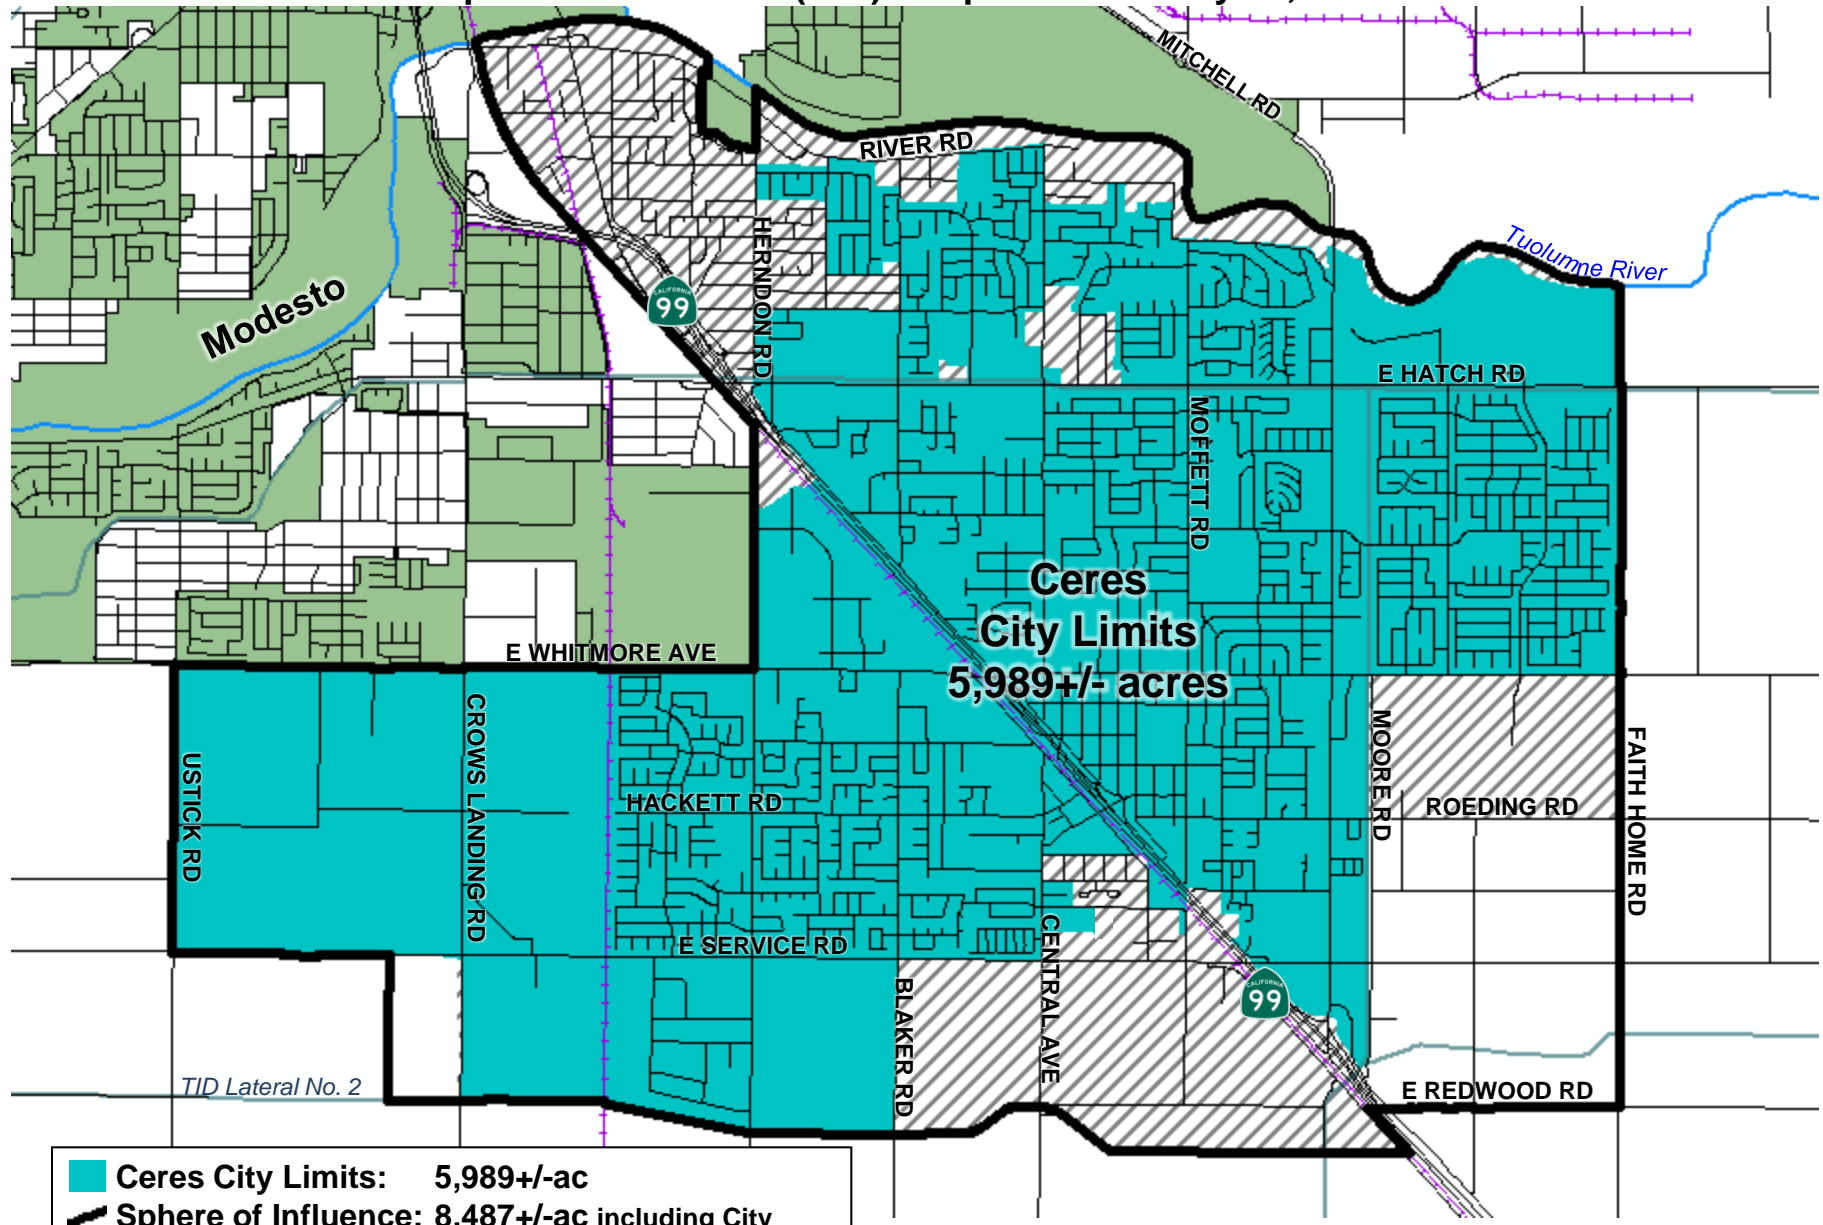 MITCHELL RD
RIVER RD
Tuolumne River
HERNDON RD
CALIFORNIA
99
Modesto
E HATCH RD
MOFFETT RD
Ceres
City Limits
5,989+/- acres
E WHITMORE AVE
USTICK RD
CROWS LANDING RD
HACKETT RD
MOORE RD
ROEDING RD
FAITH HOME RD
E SERVICE RD
CENTRAL AVE
BLAKER RD
CALIFORNIA
99
TID Lateral No. 2
E REDWOOD RD
Ceres City Limits: 5,989+/-ac
Sphere of Influence: 8,487+/-ac including City